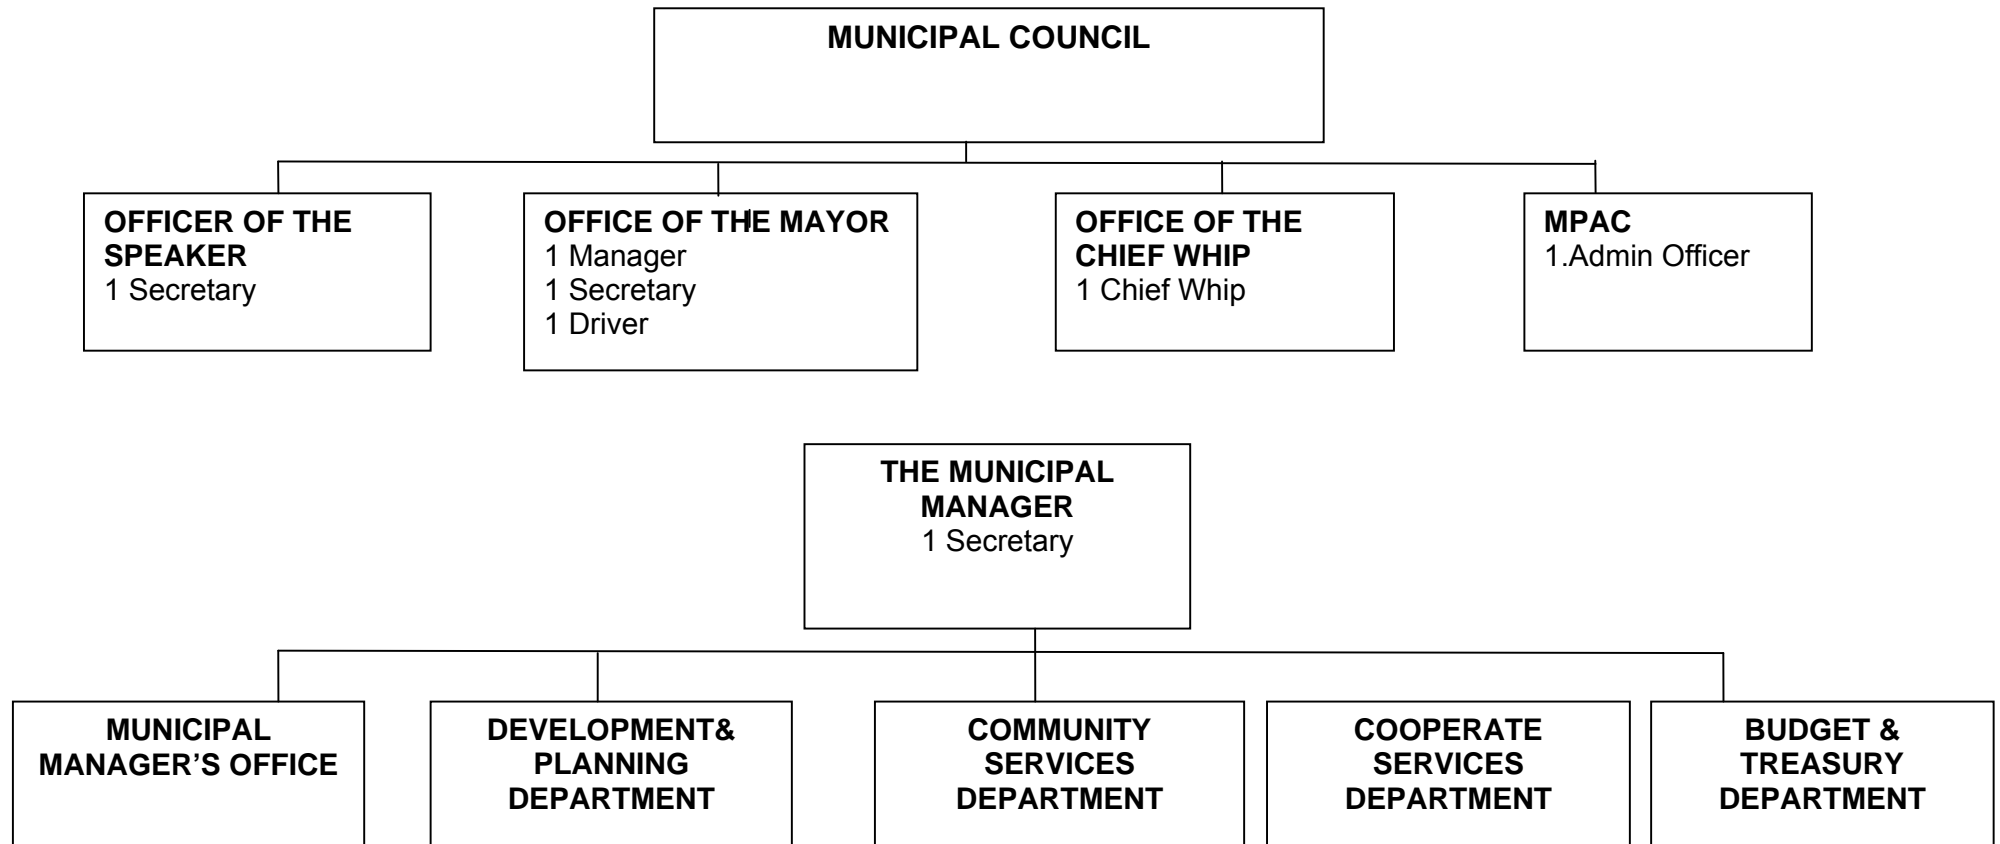 MUNICIPAL COUNCIL
OFFICER OF THE
SPEAKER
1 Secretary
OFFICE OF THE MAYOR
1 Manager
1 Secretary
1 Driver
OFFICE OF THE
CHIEF WHIP
1 Chief Whip
MPAC
1.Admin Officer
THE MUNICIPAL
MANAGER
1 Secretary
MUNICIPAL
MANAGER’S OFFICE
DEVELOPMENT&
PLANNING
DEPARTMENT
COMMUNITY
SERVICES
DEPARTMENT
COOPERATE
SERVICES
DEPARTMENT
BUDGET &
TREASURY
DEPARTMENT